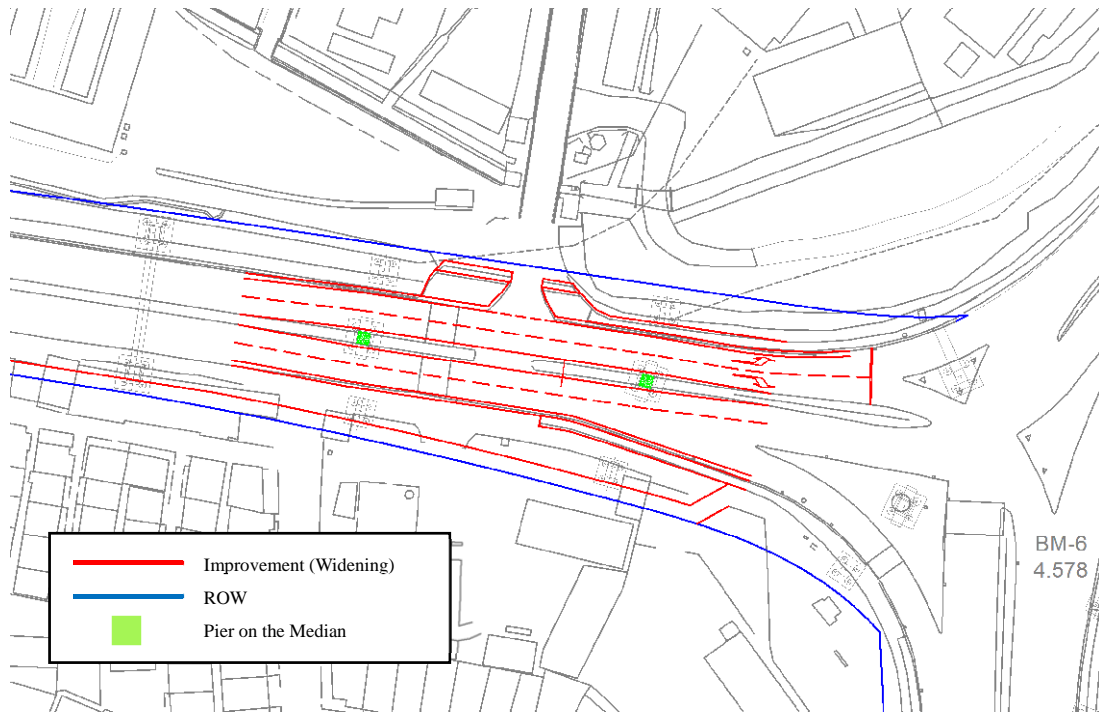 BM-6
4.578
Improvement (Widening)
ROW
Pier on the Median